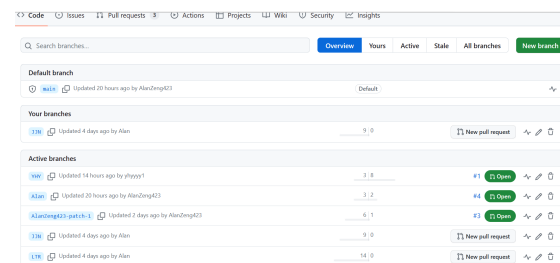 Code Issues Pull requests 3 Actions Projects Wiki Security Insights
Search branches... Overview Yours Active Stale All branches New branch
Default branch
main Updated 20 hours ago by AlanZeng423 Default
Your branches
JJN Updated 4 days ago by Alan 9 0 New pull request
Active branches
YHY Updated 14 hours ago by yhyyyy1 3 8 #1 Open
Alan Updated 20 hours ago by AlanZeng423 3 2 #4 Open
AlanZeng423-patch-1 Updated 2 days ago by AlanZeng423 6 1 #3 Open
JJN Updated 4 days ago by Alan 9 0 New pull request
LTR Updated 4 days ago by Alan 14 0 New pull request